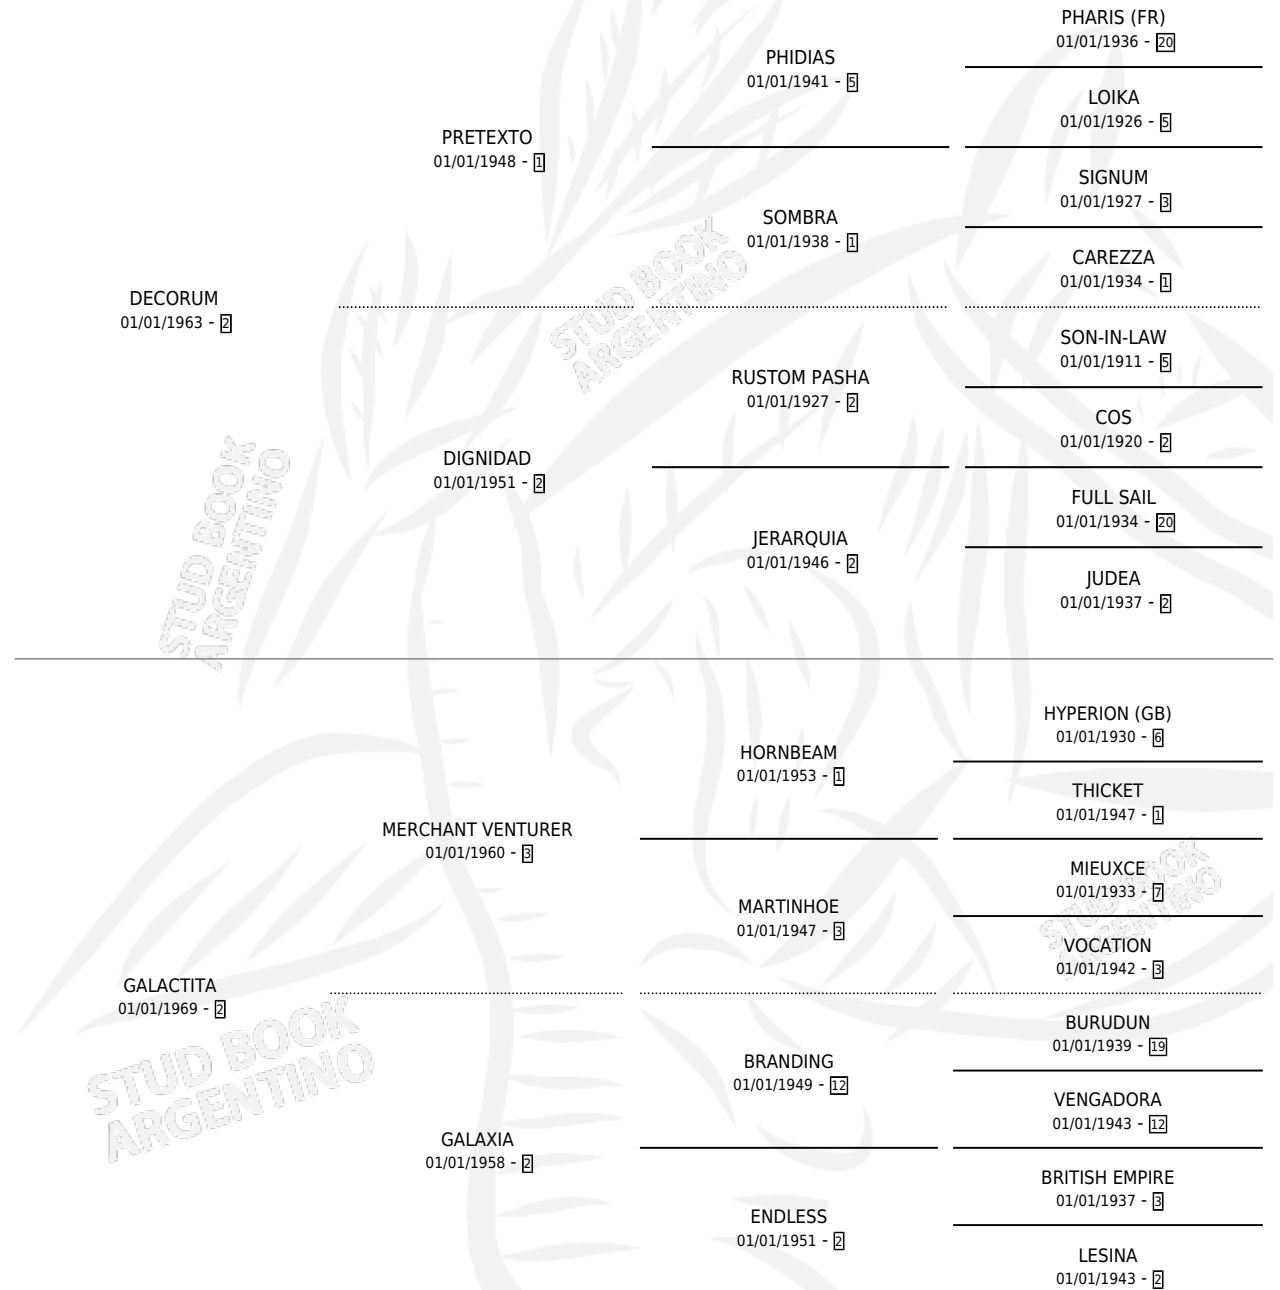 PHARIS (FR)
01/01/1936 - 20
PHIDIAS
01/01/1941 - 5
LOIKA
01/01/1926 - 5
PRETEXTO
01/01/1948 - 1
SIGNUM
01/01/1927 - 3
SOMBRA
01/01/1938 - 1
CAREZZA
01/01/1934 - 1
DECORUM
01/01/1963 - 2
SON-IN-LAW
01/01/1911 - 5
RUSTOM PASHA
01/01/1927 - 2
COS
01/01/1920 - 2
DIGNIDAD
01/01/1951 - 2
FULL SAIL
01/01/1934 - 20
JERARQUIA
01/01/1946 - 2
JUDEA
01/01/1937 - 2
HYPERION (GB)
01/01/1930 - 6
HORNBEAM
01/01/1953 - 1
THICKET
01/01/1947 - 1
MERCHANT VENTURER
01/01/1960 - 3
MIEUXCE
01/01/1933 - 7
MARTINHOE
01/01/1947 - 3
VOCATION
01/01/1942 - 3
GALACTITA
01/01/1969 - 2
BURUDUN
01/01/1939 - 19
BRANDING
01/01/1949 - 12
VENGADORA
01/01/1943 - 12
GALAXIA
01/01/1958 - 2
BRITISH EMPIRE
01/01/1937 - 3
ENDLESS
01/01/1951 - 2
LESINA
01/01/1943 - 2
STUD BOOK
ARGENTINO
STUD BOOK
ARGENTINO
STUD BOOK
ARGENTINO
STUD BOOK
ARGENTINO